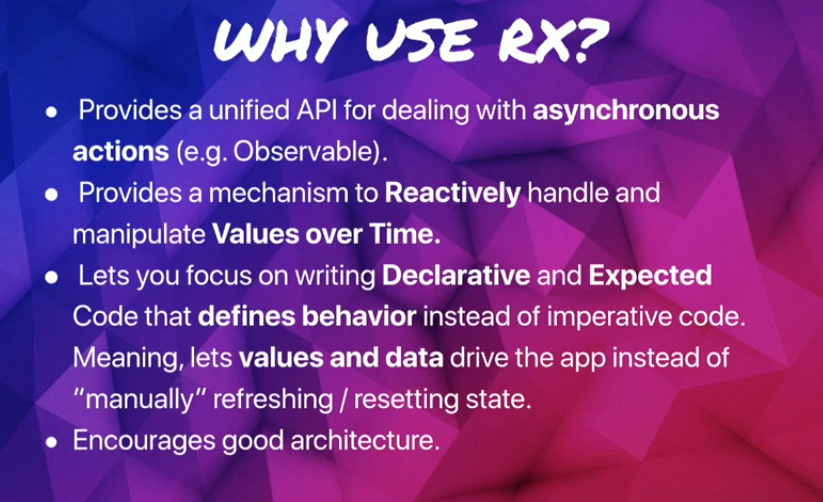 WHY USE RX?
• Provides a unified API for dealing with asynchronous
actions (e.g. Observable).
• Provides a mechanism to Reactively handle and
manipulate Values over Time.
• Lets you focus on writing Declarative and Expected
Code that defines behavior instead of imperative code.
Meaning, lets values and data drive the app instead of
”manually” refreshing / resetting state.
• Encourages good architecture.